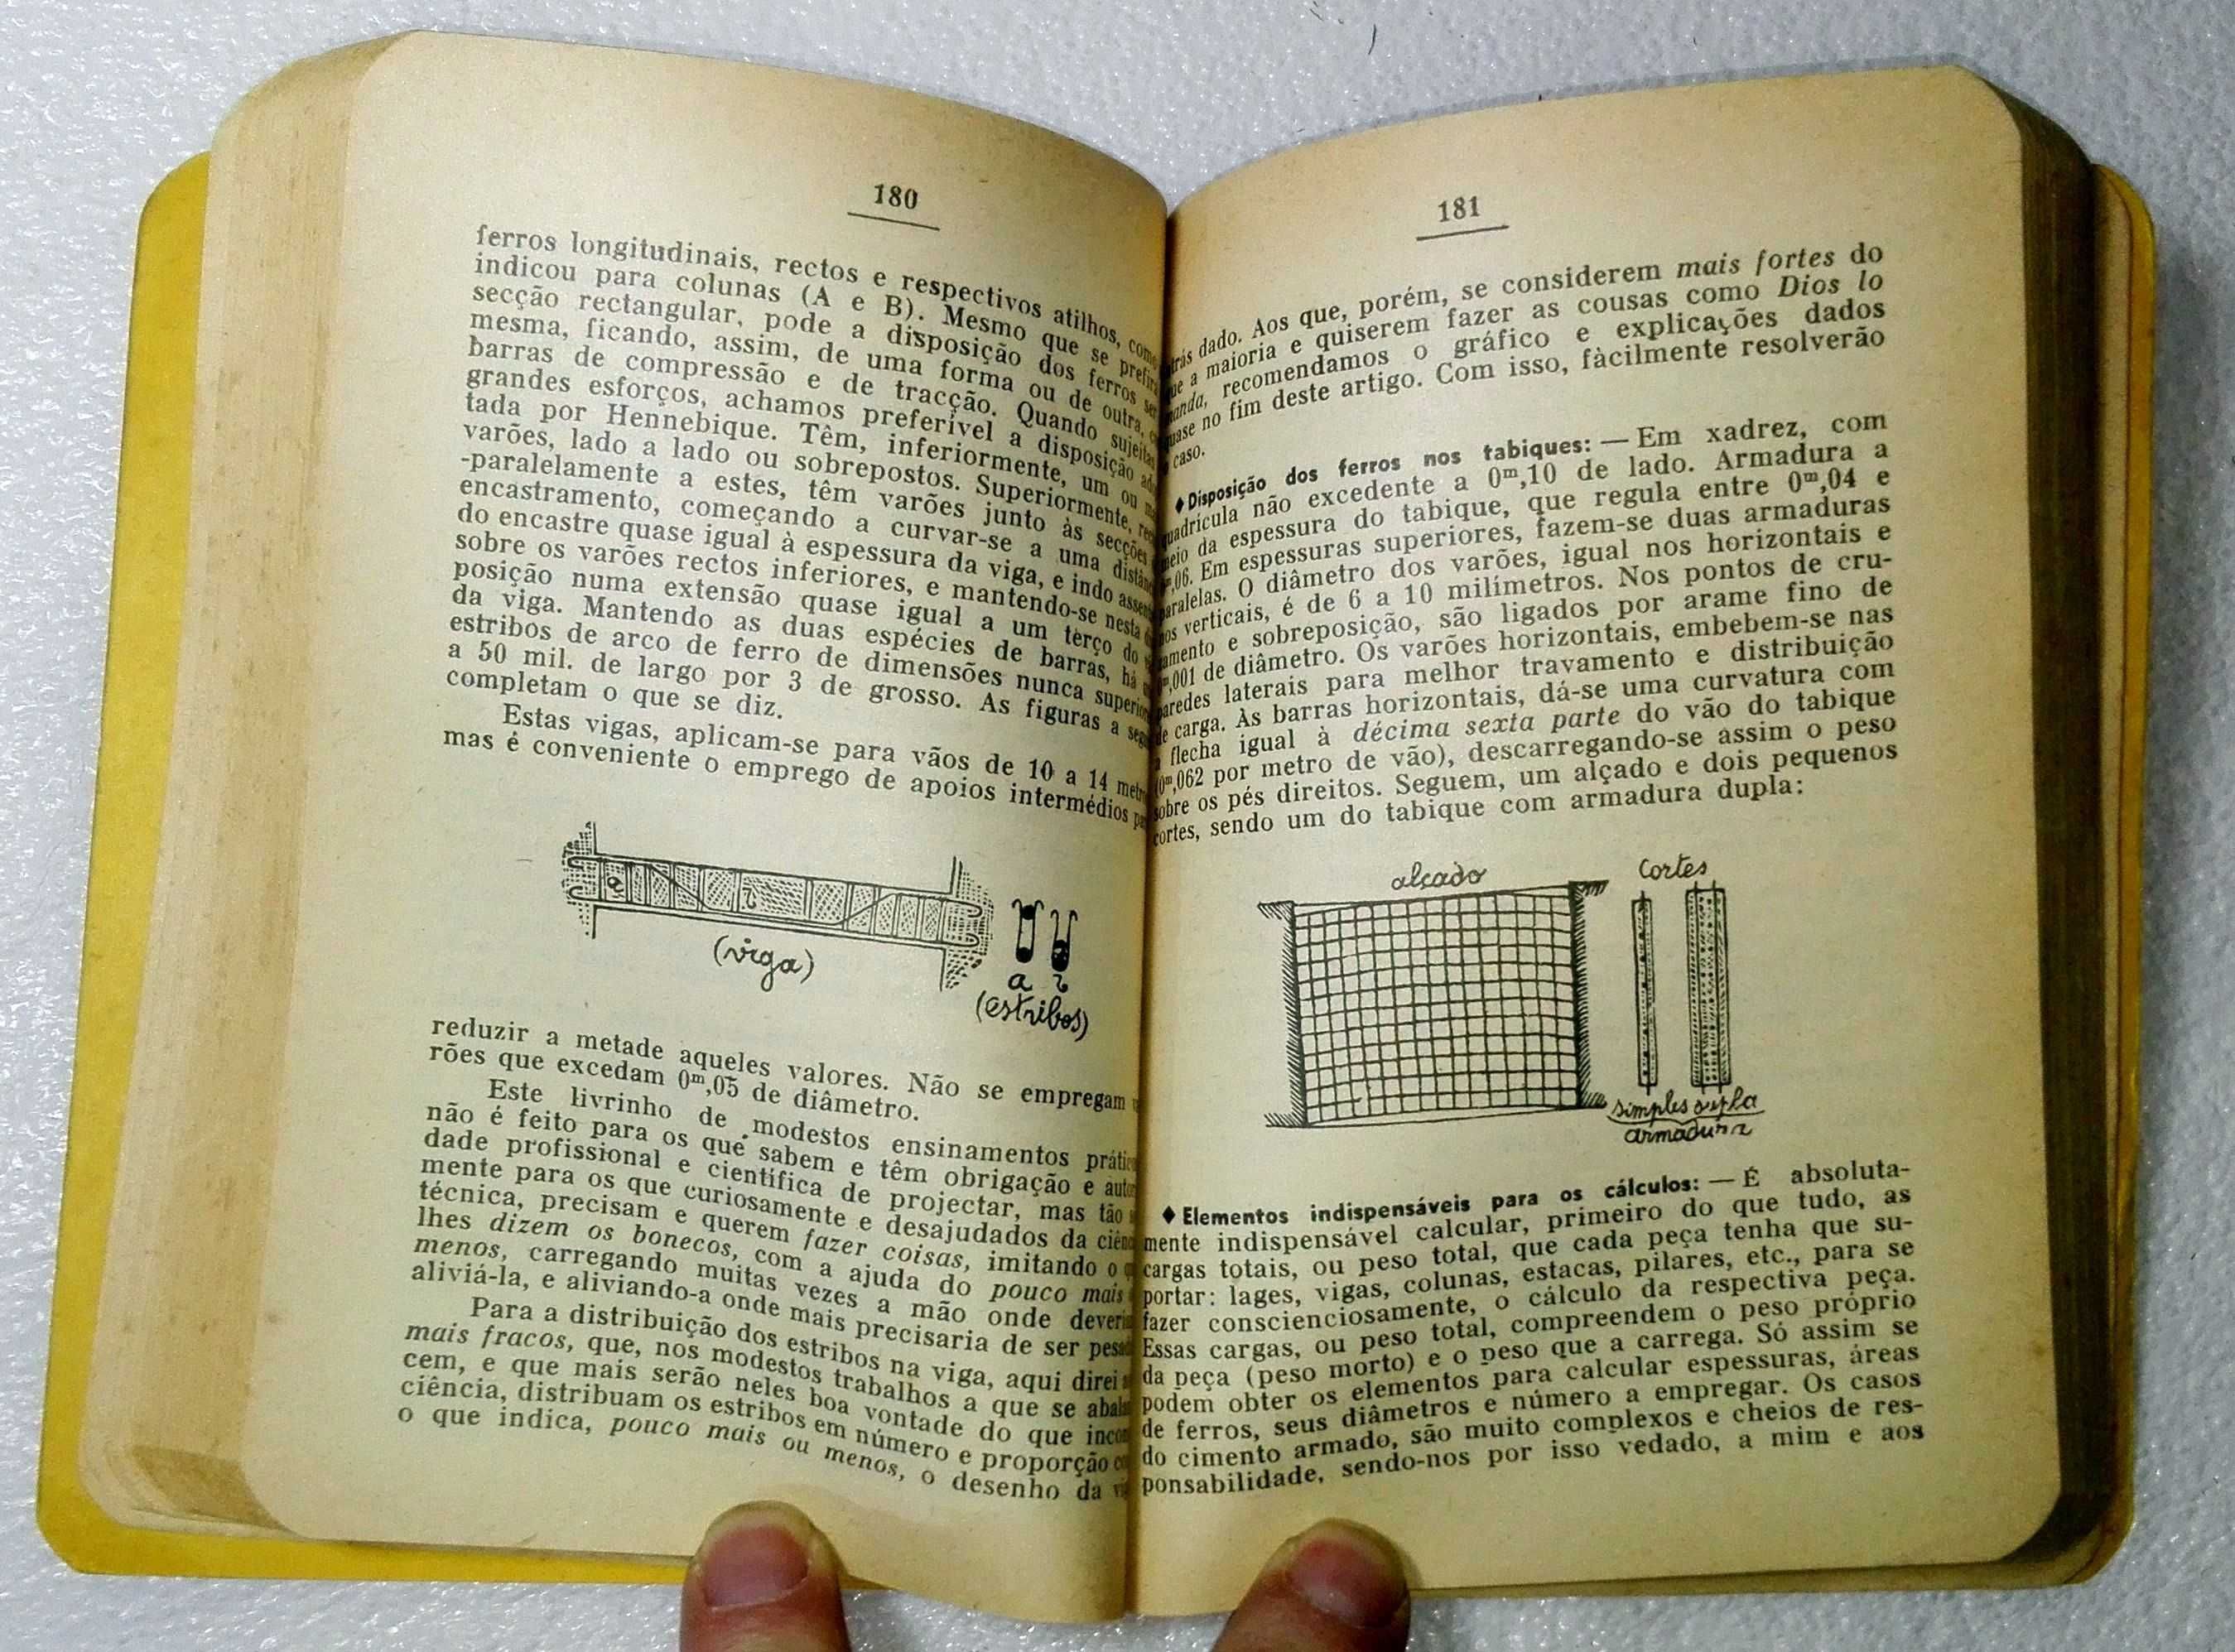 180
ferros longitudinais, rectos e respectivos atilhos, como
indicou para colunas (A e B). Mesmo que se prefira
secção rectangular, pode a disposição dos ferros ser
mesma, ficando, assim, de uma forma ou de outra,
barras de compressão e de tracção. Quando sujeitas
grandes esforços, achamos preferível a disposição
tada por Hennebique. Têm, inferiormente, um ou
varões, lado a lado ou sobrepostos. Superiormente,
-paralelamente a estes, têm varões junto às secções
encastramento, começando a curvar-se a uma
do encastre quase igual à espessura da viga, e indo
sobre os varões rectos inferiores, e mantendo-se nesta
posição numa extensão quase igual a um terço do
da viga. Mantendo as duas espécies de barras, há
estribos de arco de ferro de dimensões nunca
a 50 mil. de largo por 3 de grosso. As figuras a
completam o que se diz.
Estas vigas, aplicam-se para vãos de 10 a 14
mas é conveniente o emprego de apoios intermédios
a
(viga)
a
(estribos)
reduzir a metade aqueles valores. Não se empregam
rões que excedam 0ᵐ,05 de diâmetro.
Este livrinho de modestos ensinamentos
não é feito para os que sabem e têm obrigação e
dade profissional e científica de projectar, mas tão
mente para os que curiosamente e desajudados da
técnica, precisam e querem fazer coisas, imitando o
lhes dizem os bonecos, com a ajuda do pouco mais
menos, carregando muitas vezes a mão onde
aliviá-la, e aliviando-a onde mais precisaria de ser
Para a distribuição dos estribos na viga, aqui direi
mais fracos, que, nos modestos trabalhos a que se
cem, e que mais serão neles boa vontade do que
ciência, distribuam os estribos em número e proporção
o que indica, pouco mais ou menos, o desenho da
181
dado. Aos que, porém, se considerem mais fortes do
a maioria e quiserem fazer as cousas como Dios lo
manda, recomendamos o gráfico e explicações dados
quase no fim deste artigo. Com isso, fàcilmente resolverão
caso.
♦ Disposição dos ferros nos tabiques: — Em xadrez, com
quadrícula não excedente a 0ᵐ,10 de lado. Armadura a
meio da espessura do tabique, que regula entre 0ᵐ,04 e
0ᵐ,06. Em espessuras superiores, fazem-se duas armaduras
paralelas. O diâmetro dos varões, igual nos horizontais e
nos verticais, é de 6 a 10 milímetros. Nos pontos de cru-
zamento e sobreposição, são ligados por arame fino de
0ᵐ,001 de diâmetro. Os varões horizontais, embebem-se nas
paredes laterais para melhor travamento e distribuição
de carga. Às barras horizontais, dá-se uma curvatura com
a flecha igual à décima sexta parte do vão do tabique
(0ᵐ,062 por metro de vão), descarregando-se assim o peso
sobre os pés direitos. Seguem, um alçado e dois pequenos
cortes, sendo um do tabique com armadura dupla:
alçado
Cortes
simples dupla
armadura
♦ Elementos indispensáveis para os cálculos: — É absoluta-
mente indispensável calcular, primeiro do que tudo, as
cargas totais, ou peso total, que cada peça tenha que su-
portar: lages, vigas, colunas, estacas, pilares, etc., para se
fazer conscienciosamente, o cálculo da respectiva peça.
Essas cargas, ou peso total, compreendem o peso próprio
da peça (peso morto) e o peso que a carrega. Só assim se
podem obter os elementos para calcular espessuras, áreas
de ferros, seus diâmetros e número a empregar. Os casos
do cimento armado, são muito complexos e cheios de res-
ponsabilidade, sendo-nos por isso vedado, a mim e aos